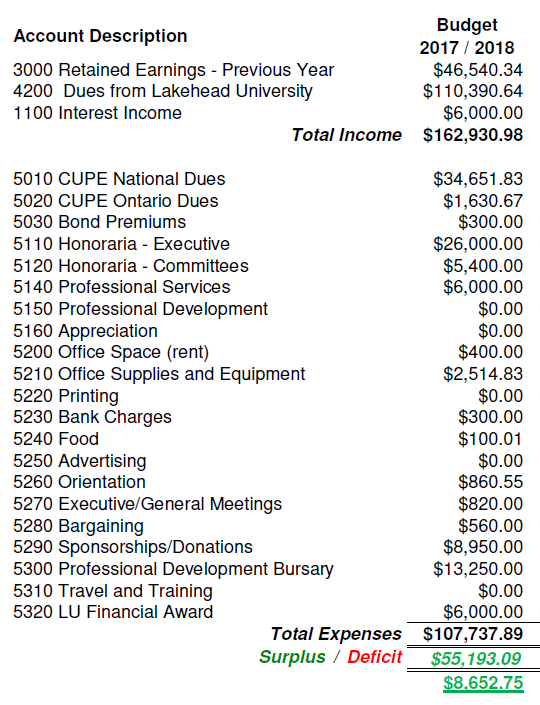 Account Description Budget
2017 / 2018
3000 Retained Earnings - Previous Year $46,540.34
4200 Dues from Lakehead University $110,390.64
1100 Interest Income $6,000.00
Total Income $162,930.98
5010 CUPE National Dues $34,651.83
5020 CUPE Ontario Dues $1,630.67
5030 Bond Premiums $300.00
5110 Honoraria - Executive $26,000.00
5120 Honoraria - Committees $5,400.00
5140 Professional Services $6,000.00
5150 Professional Development $0.00
5160 Appreciation $0.00
5200 Office Space (rent) $400.00
5210 Office Supplies and Equipment $2,514.83
5220 Printing $0.00
5230 Bank Charges $300.00
5240 Food $100.01
5250 Advertising $0.00
5260 Orientation $860.55
5270 Executive/General Meetings $820.00
5280 Bargaining $560.00
5290 Sponsorships/Donations $8,950.00
5300 Professional Development Bursary $13,250.00
5310 Travel and Training $0.00
5320 LU Financial Award $6,000.00
Total Expenses $107,737.89
Surplus / Deficit $55,193.09
$8,652.75